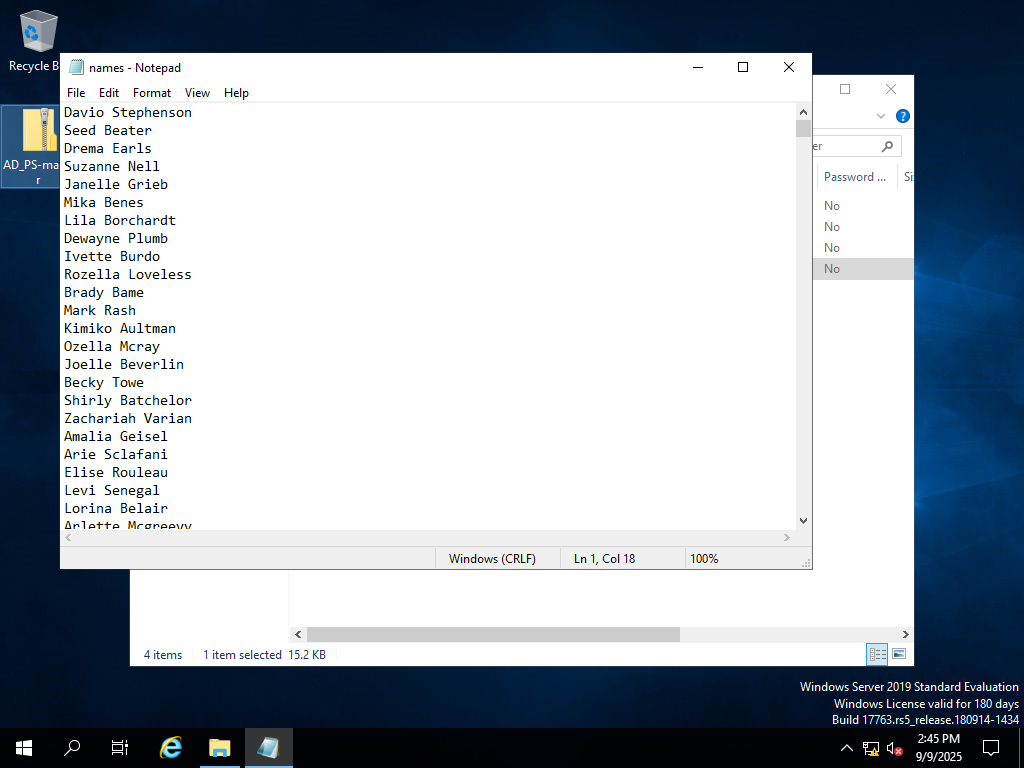 Recycle B
names - Notepad
File Edit Format View Help
Davio Stephenson
Seed Beater
Drema Earls
Suzanne Nell
Janelle Grieb
Mika Benes
Lila Borchardt
Dewayne Plumb
Ivette Burdo
Rozella Loveless
Brady Bame
Mark Rash
Kimiko Aultman
Ozella Mcray
Joelle Beverlin
Becky Towe
Shirly Batchelor
Zachariah Varian
Amalia Geisel
Arie Sclafani
Elise Rouleau
Levi Senegal
Lorina Belair
Arlette Mcgreevy
Windows (CRLF) Ln 1, Col 18 100%
AD_PS-ma
r
?
er
Password ... Si
No
No
No
No
4 items 1 item selected 15.2 KB
Windows Server 2019 Standard Evaluation
Windows License valid for 180 days
Build 17763.rs5_release.180914-1434
2:45 PM
9/9/2025